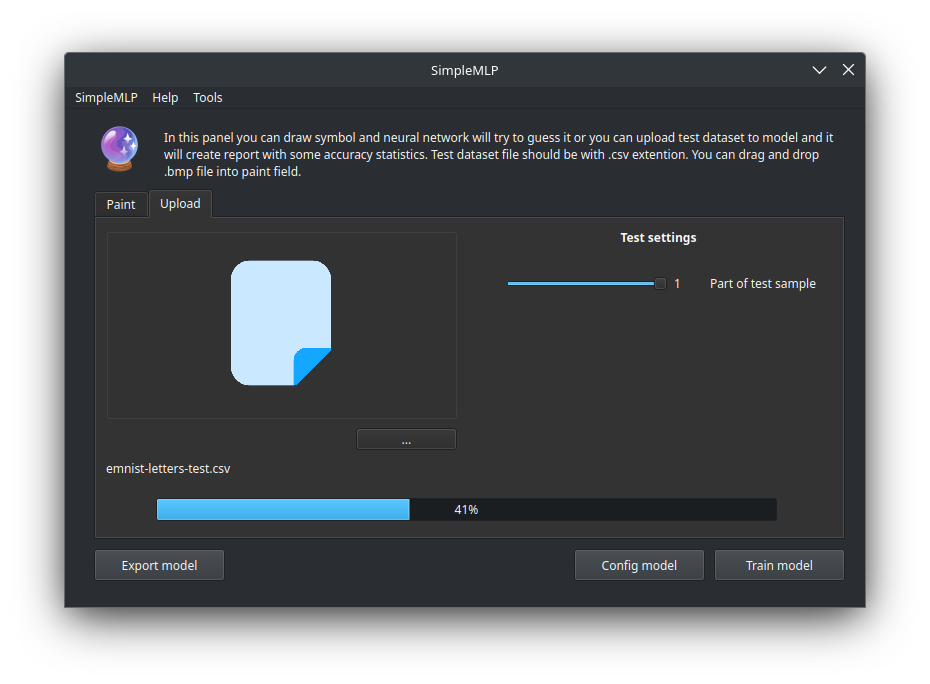 SimpleMLP
SimpleMLP Help Tools
In this panel you can draw symbol and neural network will try to guess it or you can upload test dataset to model and it
will create report with some accuracy statistics. Test dataset file should be with .csv extention. You can drag and drop
.bmp file into paint field.
Paint Upload
Test settings
1 Part of test sample
...
emnist-letters-test.csv
41%
Export model Config model Train model